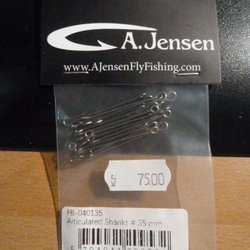 A.Jensen
www.AJensenFlyFishing.com
75.00
FB-040135
Articulated Shanks # 35 mm